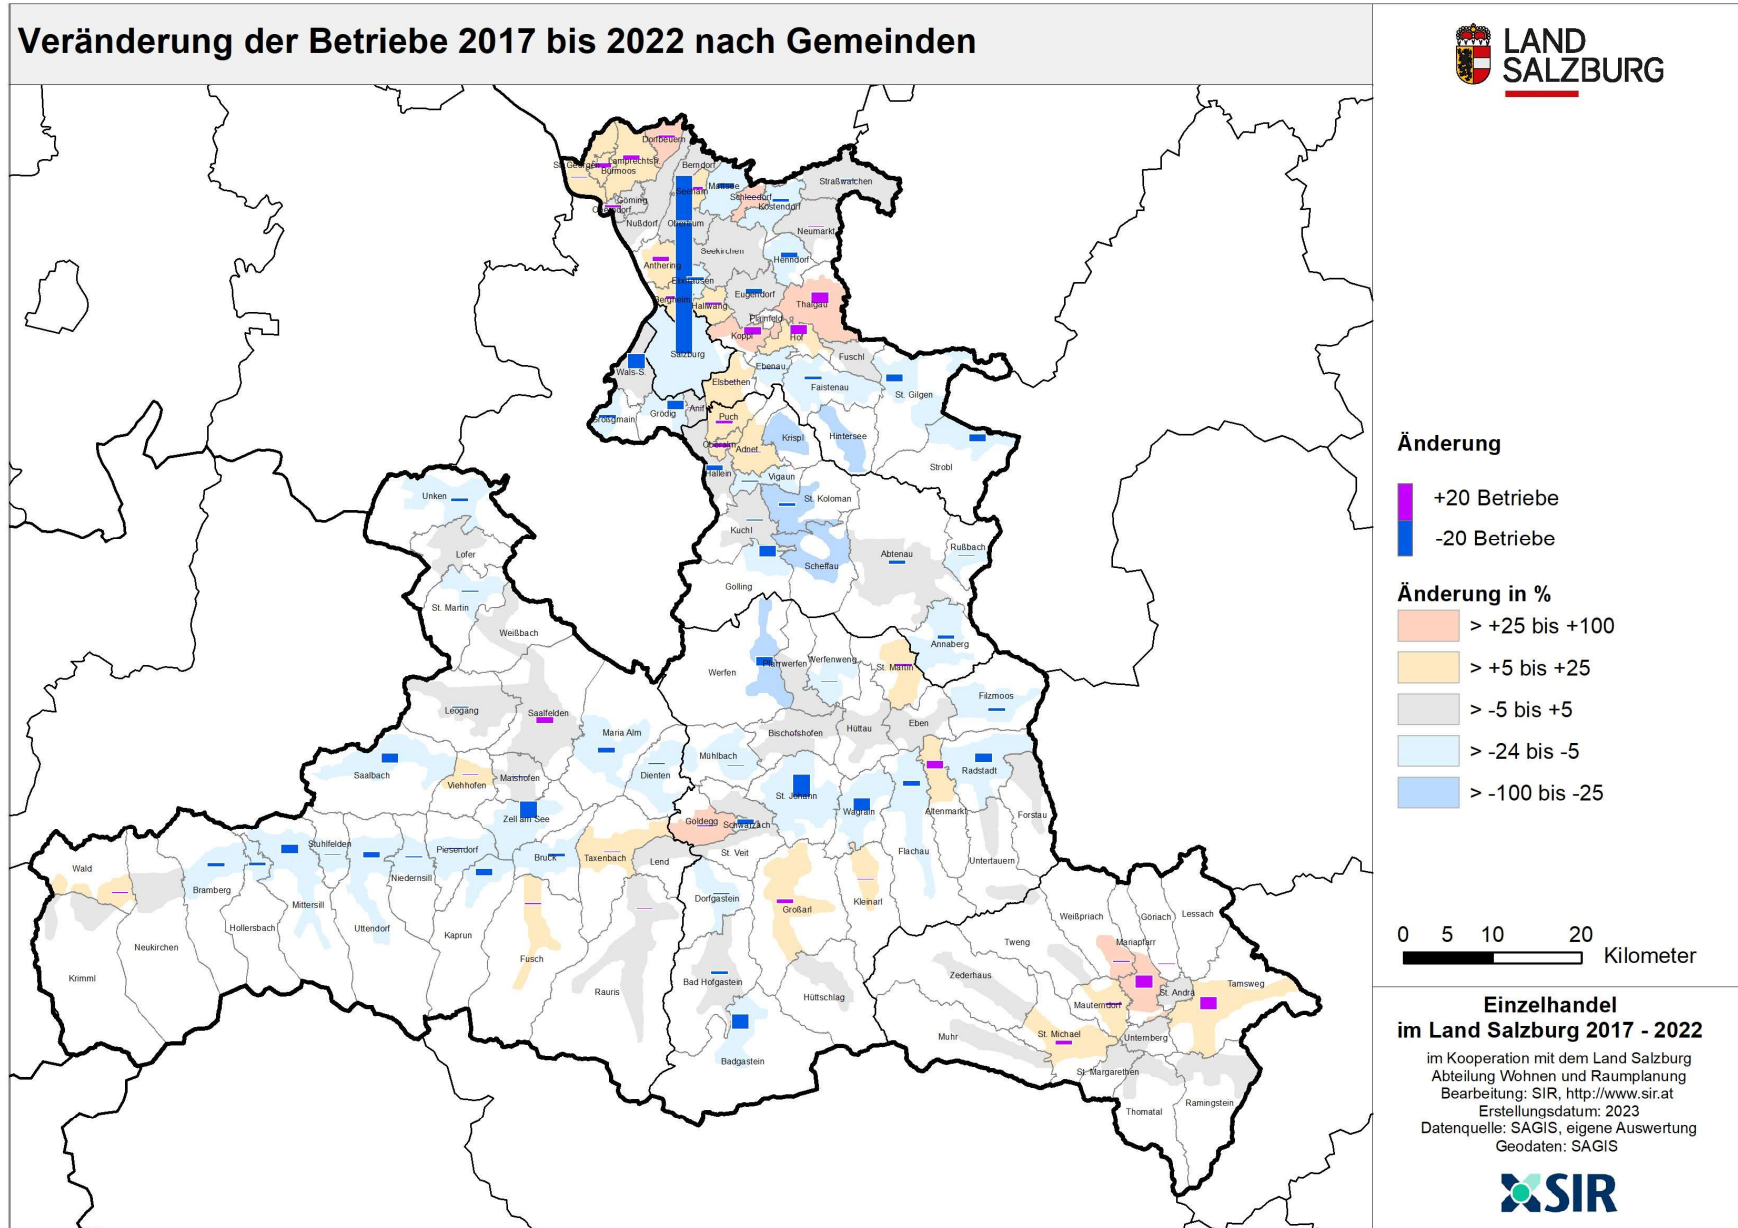 Veränderung der Betriebe 2017 bis 2022 nach Gemeinden
LAND
SALZBURG
Dorfbeuern
St. Georgen
Lamprechtsh.
Bürmoos
Berndorf
Seeham
Mattsee
Straßwalchen
Schleedorf
Köstendorf
Göming
Oberndorf
Nußdorf
Obertrum
Neumarkt
Seekirchen
Anthering
Henndorf
Elixhausen
Eugendorf
Bergheim
Hallwang
Thalgau
Plainfeld
Koppl
Hof
Salzburg
Fuschl
Wals-S.
Ebenau
Elsbethen
Faistenau
St. Gilgen
Großgmain
Grödig
Anif
Puch
Krispl
Hintersee
Oberalm
Adnet
Strobl
Hallein
Vigaun
Unken
St. Koloman
Kuchl
Lofer
Abtenau
Rußbach
Scheffau
Golling
St. Martin
Weißbach
Annaberg
Werfen
Pfarrwerfen
Werfenweng
St. Martin
Filzmoos
Leogang
Saalfelden
Bischofshofen
Hüttau
Eben
Maria Alm
Mühlbach
Saalbach
Viehhofen
Maishofen
Dienten
Radstadt
St. Johann
Zell am See
Wagrain
Altenmarkt
Forstau
Goldegg
Schwarzach
Stuhlfelden
Piesendorf
Bruck
Taxenbach
Lend
St. Veit
Flachau
Untertauern
Wald
Bramberg
Niedernsill
Mittersill
Dorfgastein
Großarl
Kleinarl
Hollersbach
Uttendorf
Kaprun
Weißpriach
Göriach
Lessach
Neukirchen
Fusch
Tweng
Mariapfarr
Krimml
Rauris
Bad Hofgastein
Hüttschlag
Zederhaus
St. Andrä
Tamsweg
Mauterndorf
Muhr
St. Michael
Unternberg
Badgastein
St. Margarethen
Thomatal
Ramingstein
Änderung
+20 Betriebe
-20 Betriebe
Änderung in %
> +25 bis +100
> +5 bis +25
> -5 bis +5
> -24 bis -5
> -100 bis -25
0 5 10 20 Kilometer
Einzelhandel
im Land Salzburg 2017 - 2022
im Kooperation mit dem Land Salzburg
Abteilung Wohnen und Raumplanung
Bearbeitung: SIR, http://www.sir.at
Erstellungsdatum: 2023
Datenquelle: SAGIS, eigene Auswertung
Geodaten: SAGIS
SIR